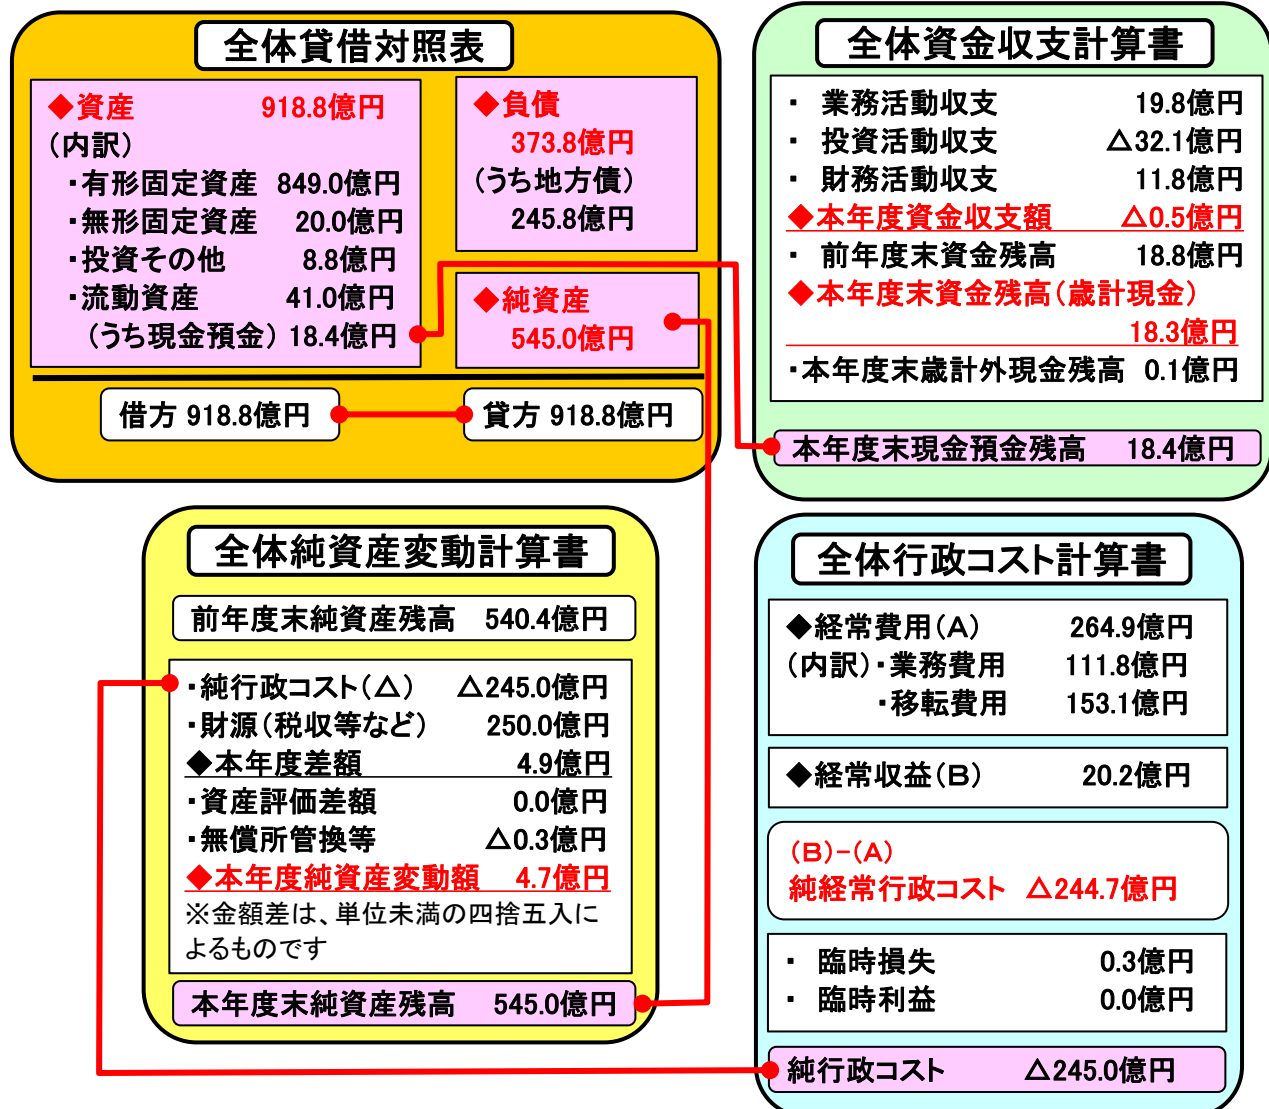 全体貸借対照表
◆資産 918.8億円
(内訳)
・有形固定資産 849.0億円
・無形固定資産 20.0億円
・投資その他 8.8億円
・流動資産 41.0億円
(うち現金預金) 18.4億円
◆負債
373.8億円
(うち地方債)
245.8億円
◆純資産
545.0億円
借方 918.8億円
貸方 918.8億円
全体資金収支計算書
・ 業務活動収支 19.8億円
・ 投資活動収支 △32.1億円
・ 財務活動収支 11.8億円
◆本年度資金収支額 △0.5億円
・ 前年度末資金残高 18.8億円
◆本年度末資金残高(歳計現金)
18.3億円
・本年度末歳計外現金残高 0.1億円
本年度末現金預金残高 18.4億円
全体純資産変動計算書
前年度末純資産残高 540.4億円
・純行政コスト(△) △245.0億円
・財源(税収等など) 250.0億円
◆本年度差額 4.9億円
・資産評価差額 0.0億円
・無償所管換等 △0.3億円
◆本年度純資産変動額 4.7億円
※金額差は、単位未満の四捨五入に
よるものです
本年度末純資産残高 545.0億円
全体行政コスト計算書
◆経常費用(A) 264.9億円
(内訳)・業務費用 111.8億円
・移転費用 153.1億円
◆経常収益(B) 20.2億円
(B)-(A)
純経常行政コスト △244.7億円
・ 臨時損失 0.3億円
・ 臨時利益 0.0億円
純行政コスト △245.0億円